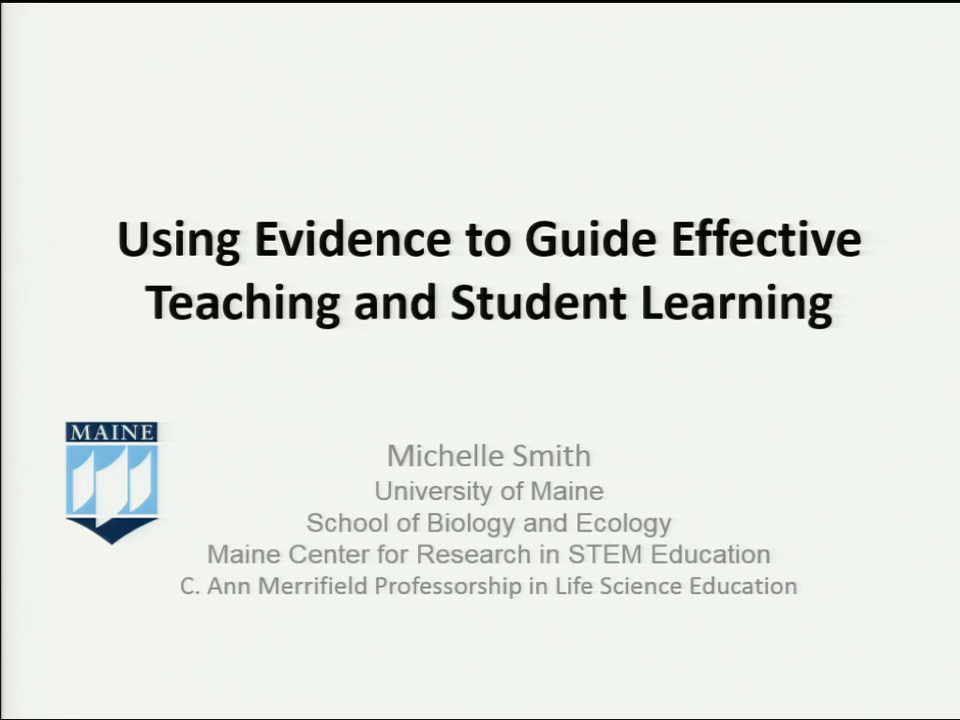 Using Evidence to Guide Effective
Teaching and Student Learning
MAINE
Michelle Smith
University of Maine
School of Biology and Ecology
Maine Center for Research in STEM Education
C. Ann Merrifield Professorship in Life Science Education